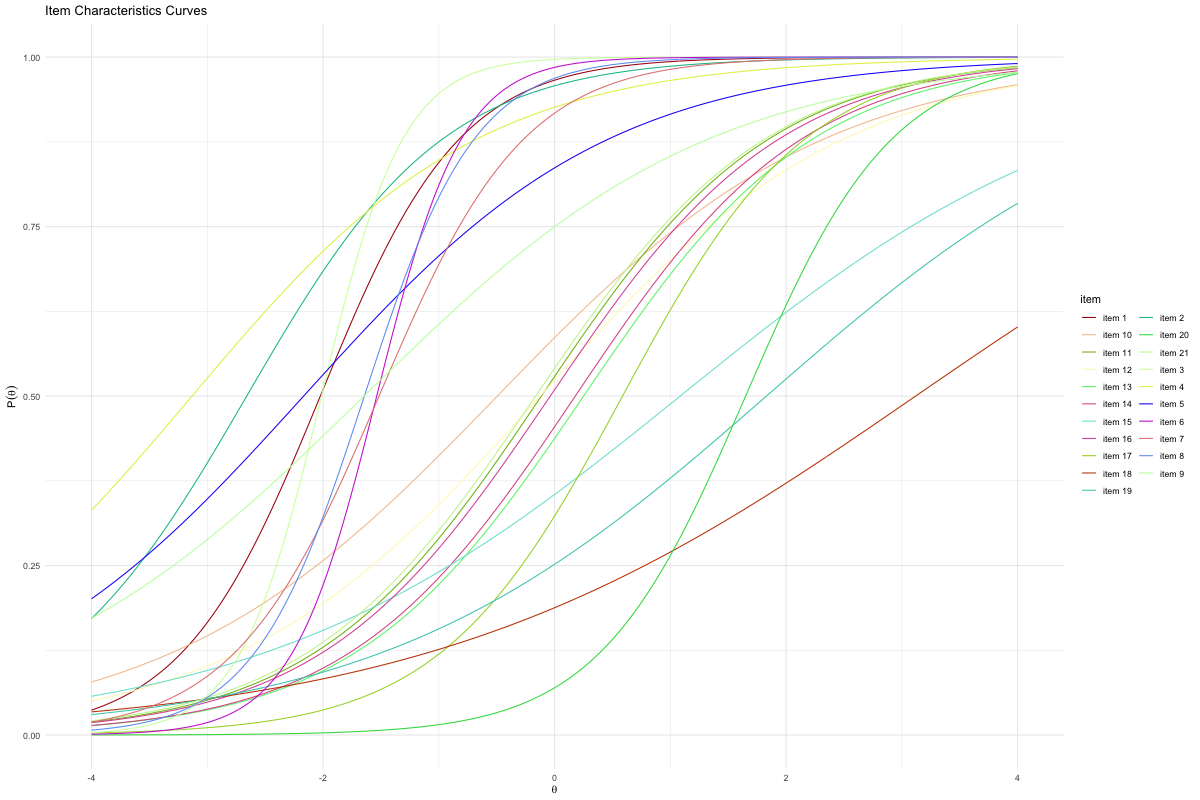 Item Characteristics Curves
1.00
0.75
0.50
0.25
0.00
P(θ)
-4
-2
0
2
4
θ
item
item 1
item 10
item 11
item 12
item 13
item 14
item 15
item 16
item 17
item 18
item 19
item 2
item 20
item 21
item 3
item 4
item 5
item 6
item 7
item 8
item 9